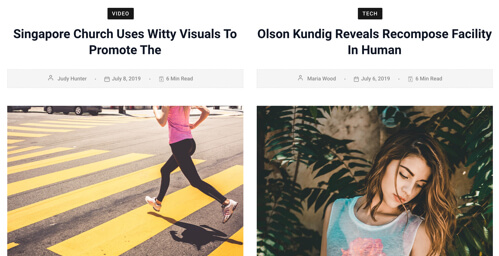 VIDEO
Singapore Church Uses Witty Visuals To
Promote The
Judy Hunter - July 8, 2019 - 6 Min Read
TECH
Olson Kundig Reveals Recompose Facility
In Human
Maria Wood - July 6, 2019 - 6 Min Read